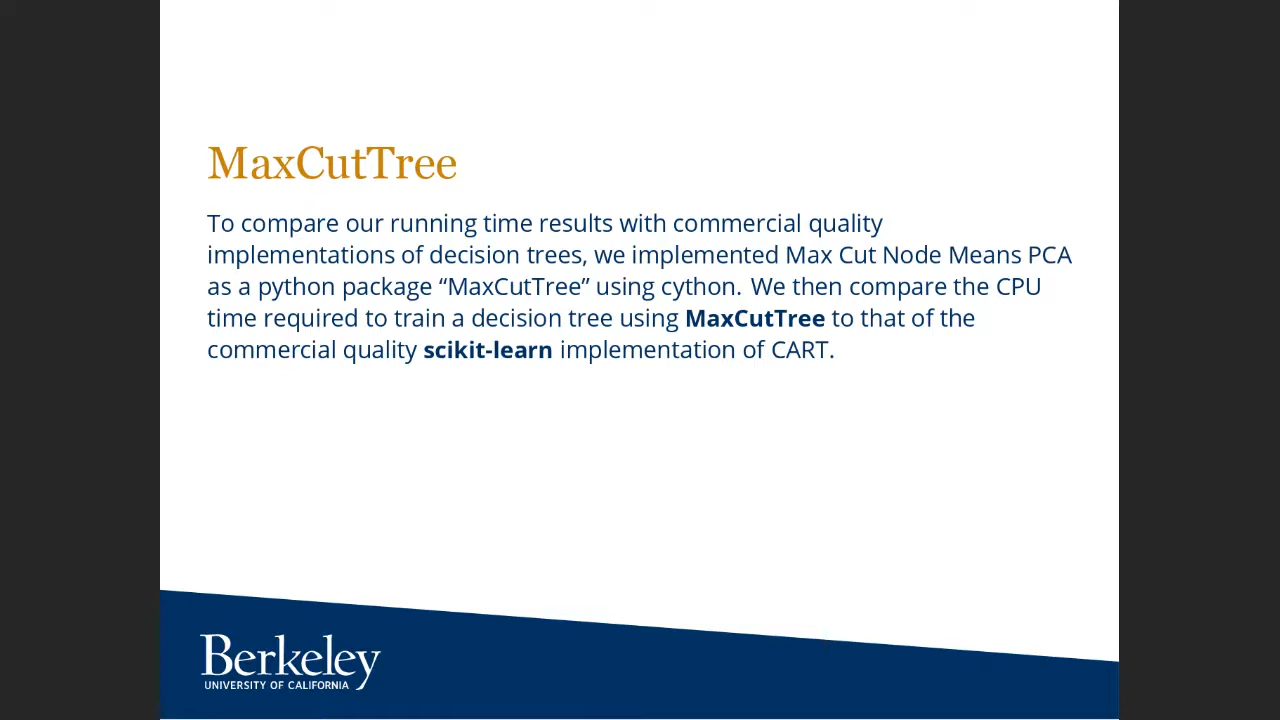 MaxCutTree
To compare our running time results with commercial quality
implementations of decision trees, we implemented Max Cut Node Means PCA
as a python package “MaxCutTree” using cython. We then compare the CPU
time required to train a decision tree using MaxCutTree to that of the
commercial quality scikit-learn implementation of CART.
Berkeley
UNIVERSITY OF CALIFORNIA